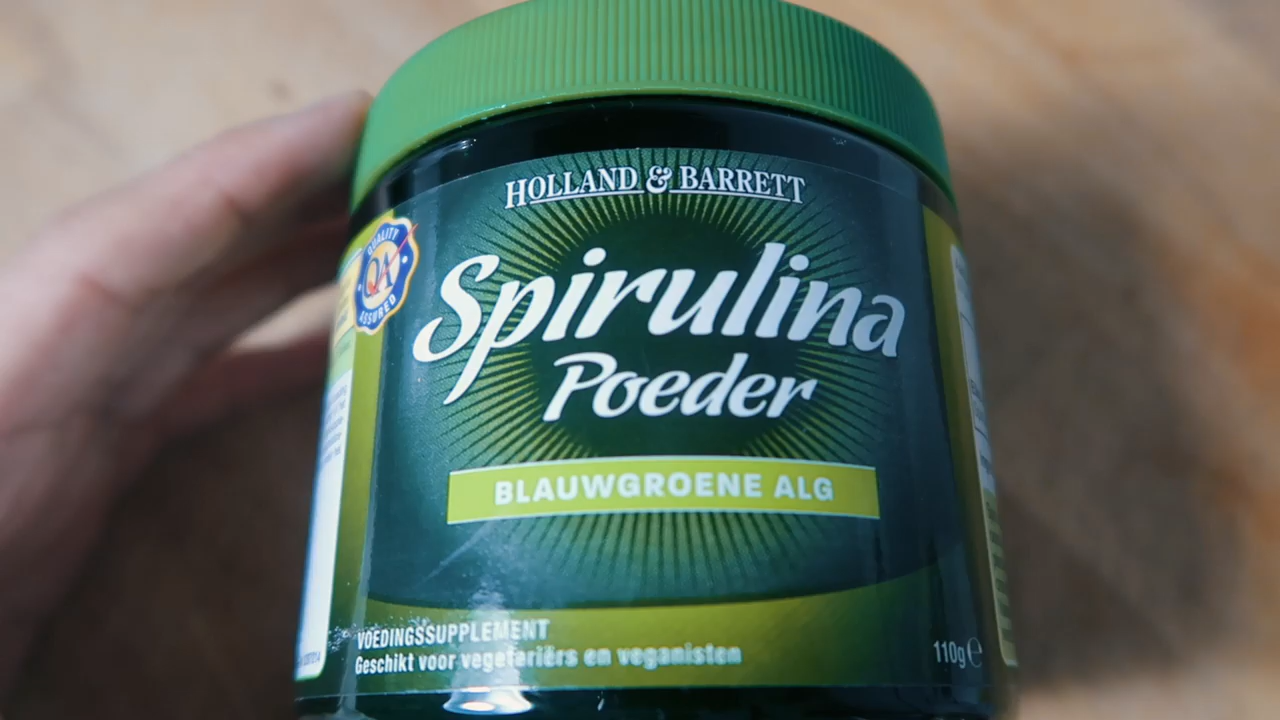 HOLLAND & BARRETT
QUALITY
QA
ASSURED
Spirulina
Poeder
BLAUWGROENE ALG
VOEDINGSSUPPLEMENT
Geschikt voor vegetariërs en veganisten
110g℮